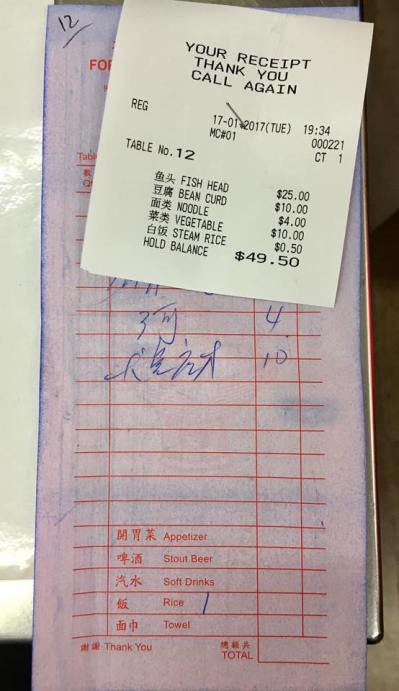 12
YOUR RECEIPT
THANK YOU
CALL AGAIN
REG
17-01-2017(TUE) 19:34
MC#01 000221
TABLE No.12 CT 1
鱼头 FISH HEAD $25.00
豆腐 BEAN CURD $10.00
面类 NOODLE $4.00
菜类 VEGETABLE $10.00
白饭 STEAM RICE $0.50
HOLD BALANCE $49.50
FOR
Tabl
河 4
10
開胃菜 Appetizer
啤酒 Stout Beer
汽水 Soft Drinks
飯 Rice 1
面巾 Towel
謝謝 Thank You 總銀共
TOTAL